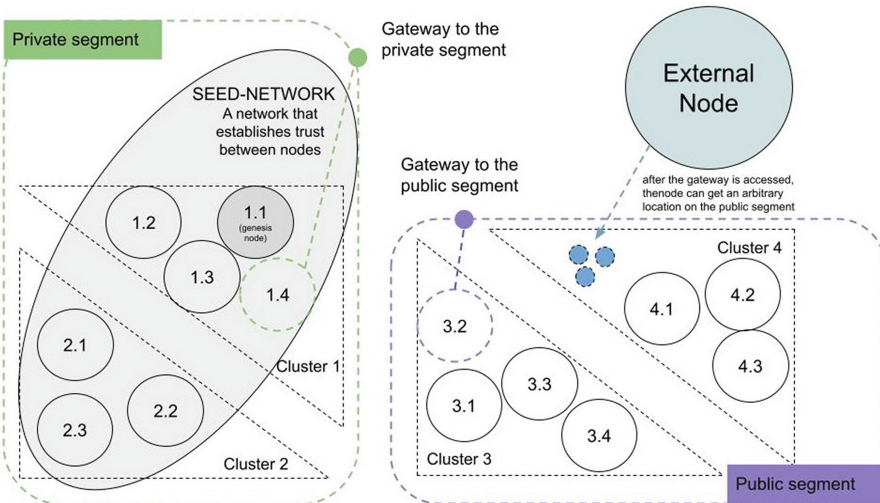 Private segment
Gateway to the
private segment
External
Node
SEED-NETWORK
A network that
establishes trust
between nodes
after the gateway is accessed,
thenode can get an arbitrary
location on the public segment
Gateway to the
public segment
1.2
1.1
(genesis
node)
1.3
1.4
Cluster 1
2.1
2.2
2.3
Cluster 2
Cluster 4
4.1
4.2
4.3
3.2
3.3
3.1
3.4
Cluster 3
Public segment